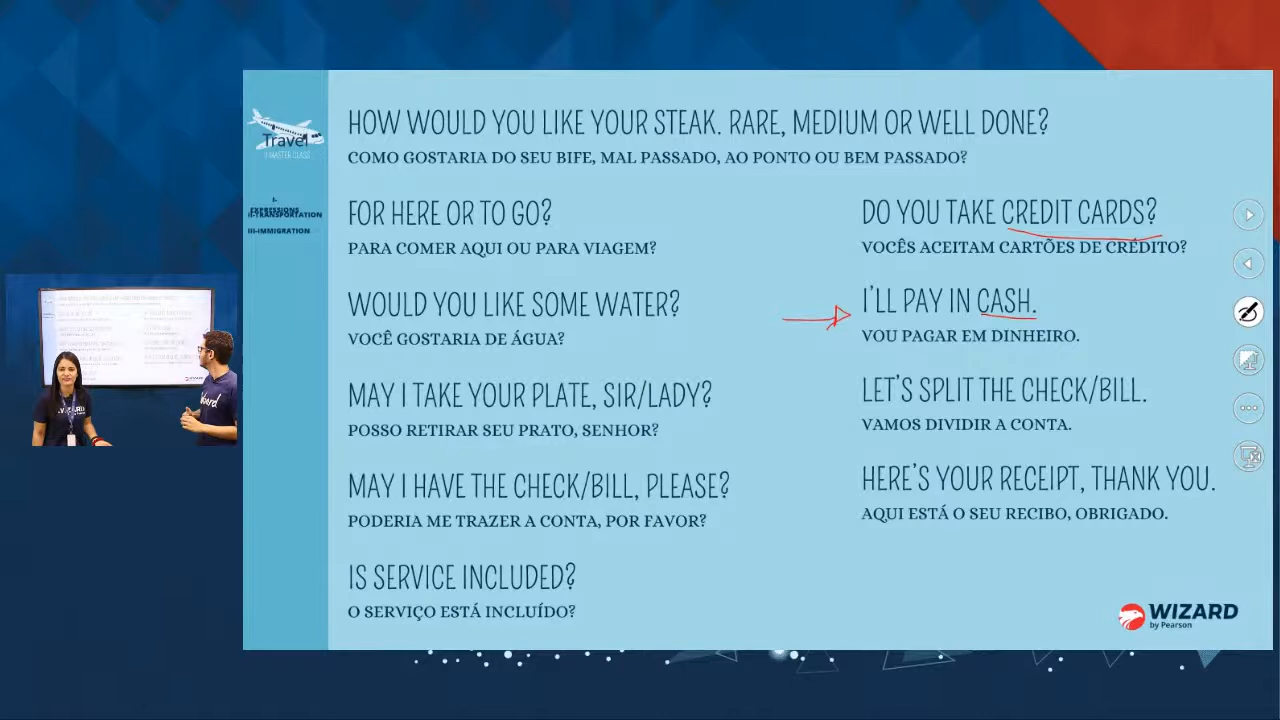 Travel
II MASTER CLASS
I-
EXPRESSIONS
II-TRANSPORTATION
III-IMMIGRATION
HOW WOULD YOU LIKE YOUR STEAK. RARE, MEDIUM OR WELL DONE?
COMO GOSTARIA DO SEU BIFE, MAL PASSADO, AO PONTO OU BEM PASSADO?
FOR HERE OR TO GO?
PARA COMER AQUI OU PARA VIAGEM?
WOULD YOU LIKE SOME WATER?
VOCÊ GOSTARIA DE ÁGUA?
MAY I TAKE YOUR PLATE, SIR/LADY?
POSSO RETIRAR SEU PRATO, SENHOR?
MAY I HAVE THE CHECK/BILL, PLEASE?
PODERIA ME TRAZER A CONTA, POR FAVOR?
IS SERVICE INCLUDED?
O SERVIÇO ESTÁ INCLUÍDO?
DO YOU TAKE CREDIT CARDS?
VOCÊS ACEITAM CARTÕES DE CRÉDITO?
I'LL PAY IN CASH.
VOU PAGAR EM DINHEIRO.
LET'S SPLIT THE CHECK/BILL.
VAMOS DIVIDIR A CONTA.
HERE'S YOUR RECEIPT, THANK YOU.
AQUI ESTÁ O SEU RECIBO, OBRIGADO.
WIZARD
by Pearson